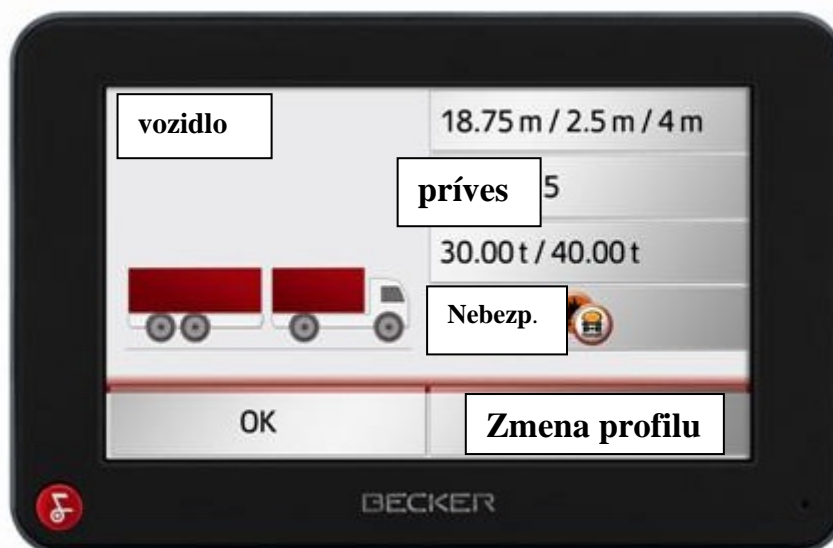 vozidlo
18.75 m / 2.5 m / 4 m
príves 5
30.00 t / 40.00 t
Nebezp.
OK
Zmena profilu
BECKER